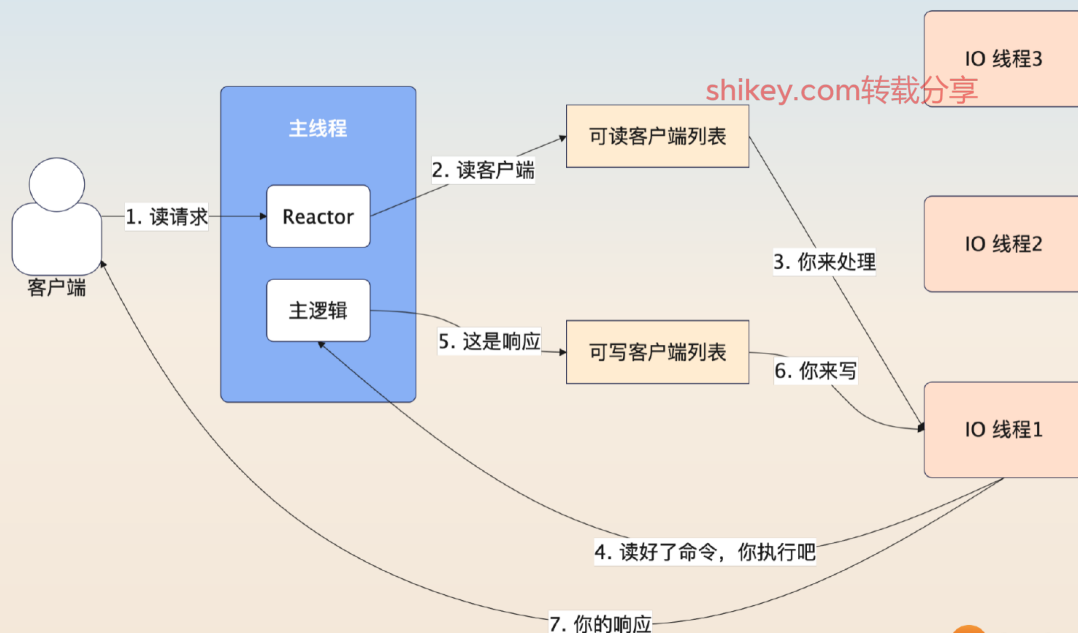 IO 线程3
shikey.com转载分享
主线程
可读客户端列表
2. 读客户端
1. 读请求
Reactor
IO 线程2
3. 你来处理
客户端
主逻辑
5. 这是响应
可写客户端列表
6. 你来写
IO 线程1
4. 读好了命令，你执行吧
7. 你的响应